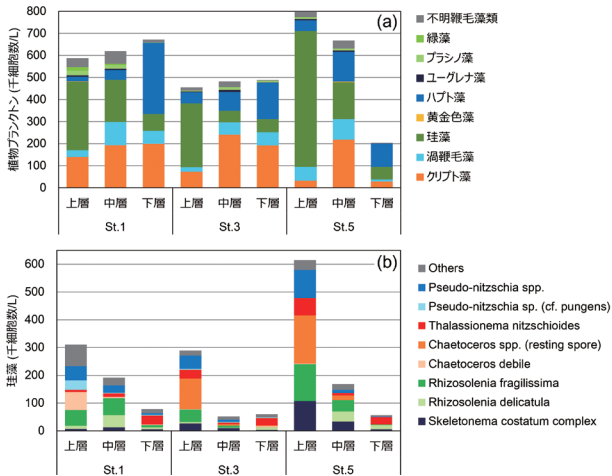 (a)
植物プランクトン (千細胞数/L)
800
700
600
500
400
300
200
100
0
上層 中層 下層 上層 中層 下層 上層 中層 下層
St.1 St.3 St.5
不明鞭毛藻類
緑藻
プラシノ藻
ユーグレナ藻
ハプト藻
黄金色藻
珪藻
渦鞭毛藻
クリプト藻
(b)
珪藻 (千細胞数/L)
600
500
400
300
200
100
0
上層 中層 下層 上層 中層 下層 上層 中層 下層
St.1 St.3 St.5
Others
Pseudo-nitzschia spp.
Pseudo-nitzschia sp. (cf. pungens)
Thalassionema nitzschioides
Chaetoceros spp. (resting spore)
Chaetoceros debile
Rhizosolenia fragilissima
Rhizosolenia delicatula
Skeletonema costatum complex